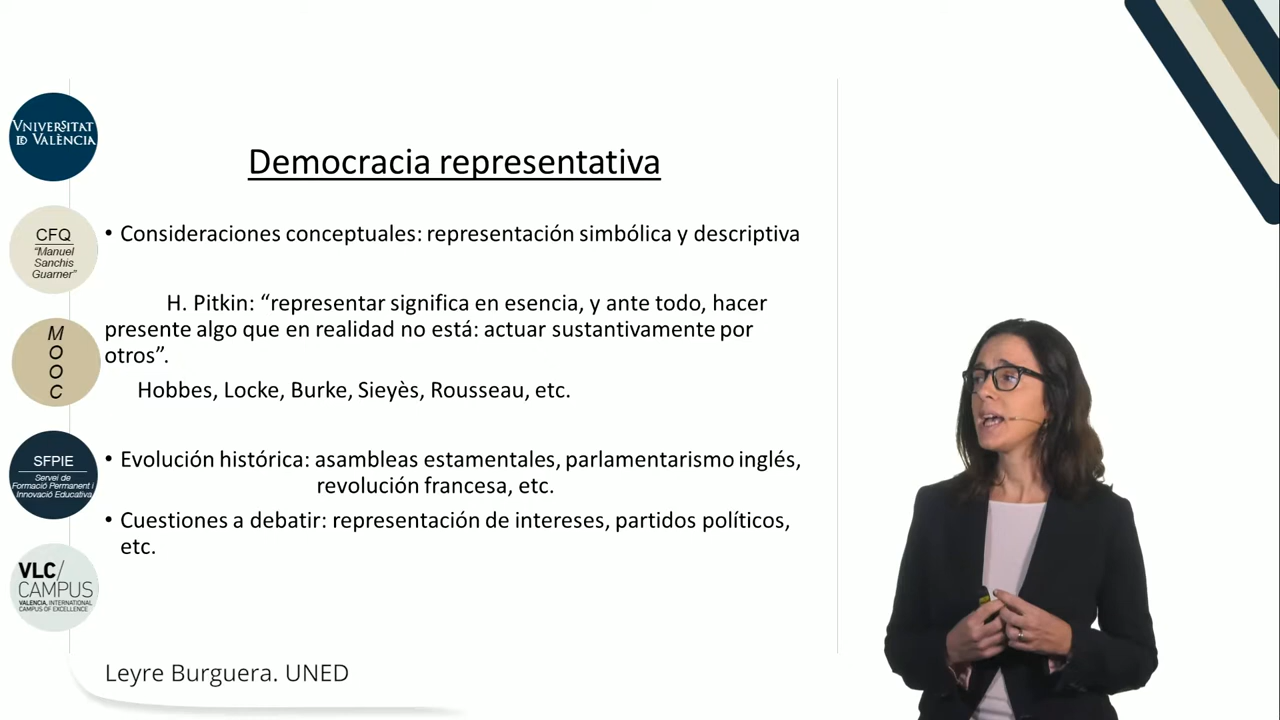 VNIVERSITAT
ID VALÈNCIA
CFQ
“Manuel
Sanchis
Guarner”
M
O
O
C
SFPIE
Servei de
Formació Permanent i
Innovació Educativa
VLC/
CAMPUS
VALENCIA, INTERNATIONAL
CAMPUS OF EXCELLENCE
Democracia representativa
• Consideraciones conceptuales: representación simbólica y descriptiva
H. Pitkin: “representar significa en esencia, y ante todo, hacer
presente algo que en realidad no está: actuar sustantivamente por
otros”.
Hobbes, Locke, Burke, Sieyès, Rousseau, etc.
• Evolución histórica: asambleas estamentales, parlamentarismo inglés,
revolución francesa, etc.
• Cuestiones a debatir: representación de intereses, partidos políticos,
etc.
Leyre Burguera. UNED